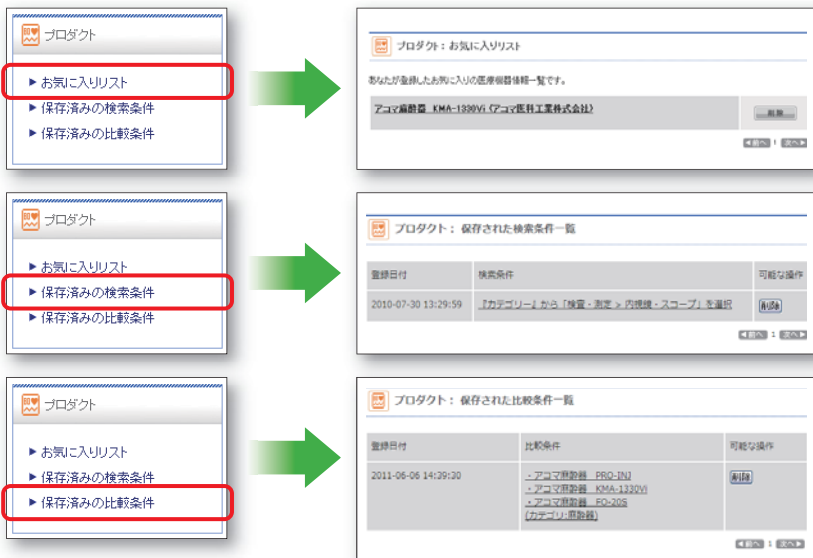 プロダクト
▶ お気に入りリスト
▶ 保存済みの検索条件
▶ 保存済みの比較条件
プロダクト：お気に入りリスト
あなたが登録したお気に入りの医療機器情報一覧です。
アコマ麻酔器 KMA-1330Vi（アコマ医科工業株式会社）
削除
◀前へ 1 次へ▶
プロダクト
▶ お気に入りリスト
▶ 保存済みの検索条件
▶ 保存済みの比較条件
プロダクト： 保存された検索条件一覧
登録日付 検索条件 可能な操作
2010-07-30 13:29:59 『カテゴリー』から「検査・測定 > 内視鏡・スコープ」を選択 削除
◀前へ 1 次へ▶
プロダクト
▶ お気に入りリスト
▶ 保存済みの検索条件
▶ 保存済みの比較条件
プロダクト： 保存された比較条件一覧
登録日付 比較条件 可能な操作
2011-06-06 14:39:30 ・アコマ麻酔器 PRO-INJ 削除
・アコマ麻酔器 KMA-1330Vi
・アコマ麻酔器 FO-20S
(カテゴリ:麻酔器)
◀前へ 1 次へ▶